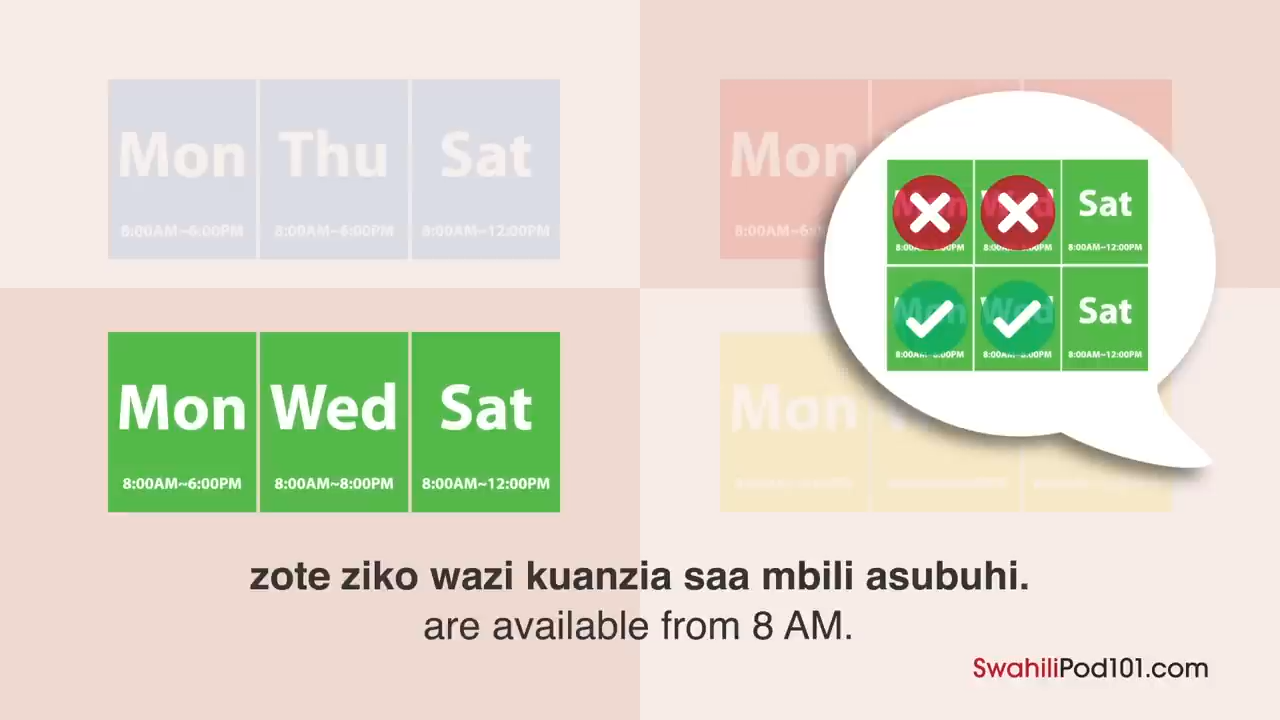 Mon Thu Sat
8:00AM~6:00PM 8:00AM~6:00PM 8:00AM~12:00PM
Mon
Sat
8:00AM~12:00PM
Sat
8:00AM~12:00PM
Mon Wed Sat
8:00AM~6:00PM 8:00AM~8:00PM 8:00AM~12:00PM
Mon
zote ziko wazi kuanzia saa mbili asubuhi.
are available from 8 AM.
SwahiliPod101.com